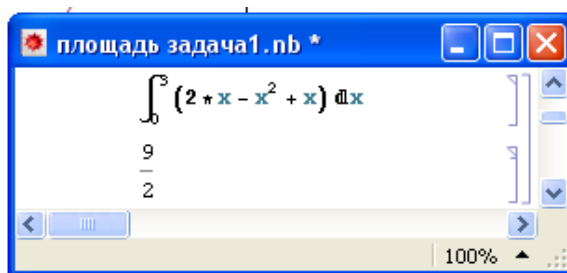 площадь задача1.nb *
∫₀³ (2 * x - x² + x) ⅆx
9
2
100%